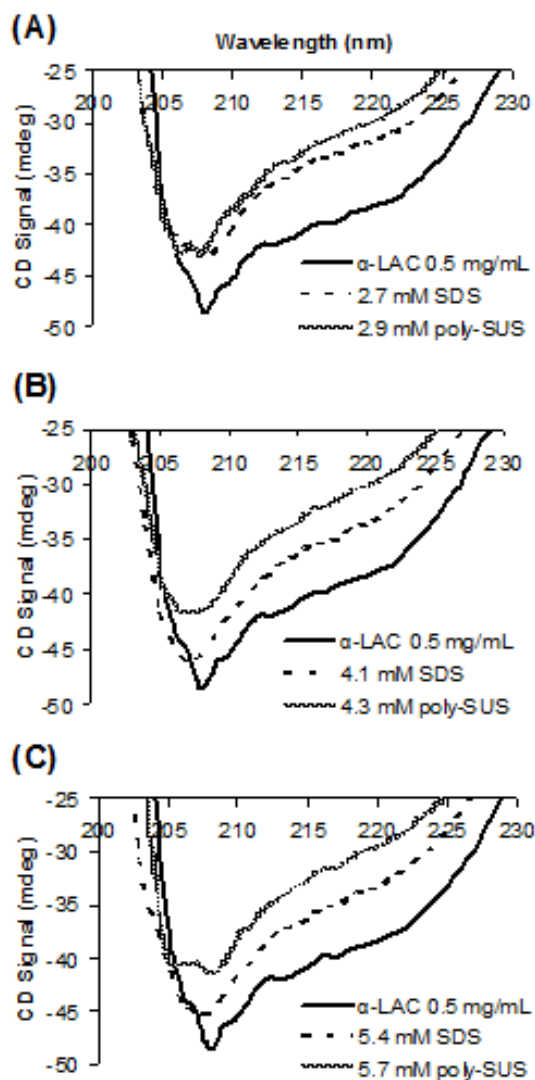 (A)
Wavelength (nm)
200 205 210 215 220 225 230
-25
-30
-35
-40
-45
-50
CD Signal (mdeg)
α-LAC 0.5 mg/mL
2.7 mM SDS
2.9 mM poly-SUS
(B)
200 205 210 215 220 225 230
-25
-30
-35
-40
-45
-50
CD Signal (mdeg)
α-LAC 0.5 mg/mL
4.1 mM SDS
4.3 mM poly-SUS
(C)
200 205 210 215 220 225 230
-25
-30
-35
-40
-45
-50
CD Signal (mdeg)
α-LAC 0.5 mg/mL
5.4 mM SDS
5.7 mM poly-SUS